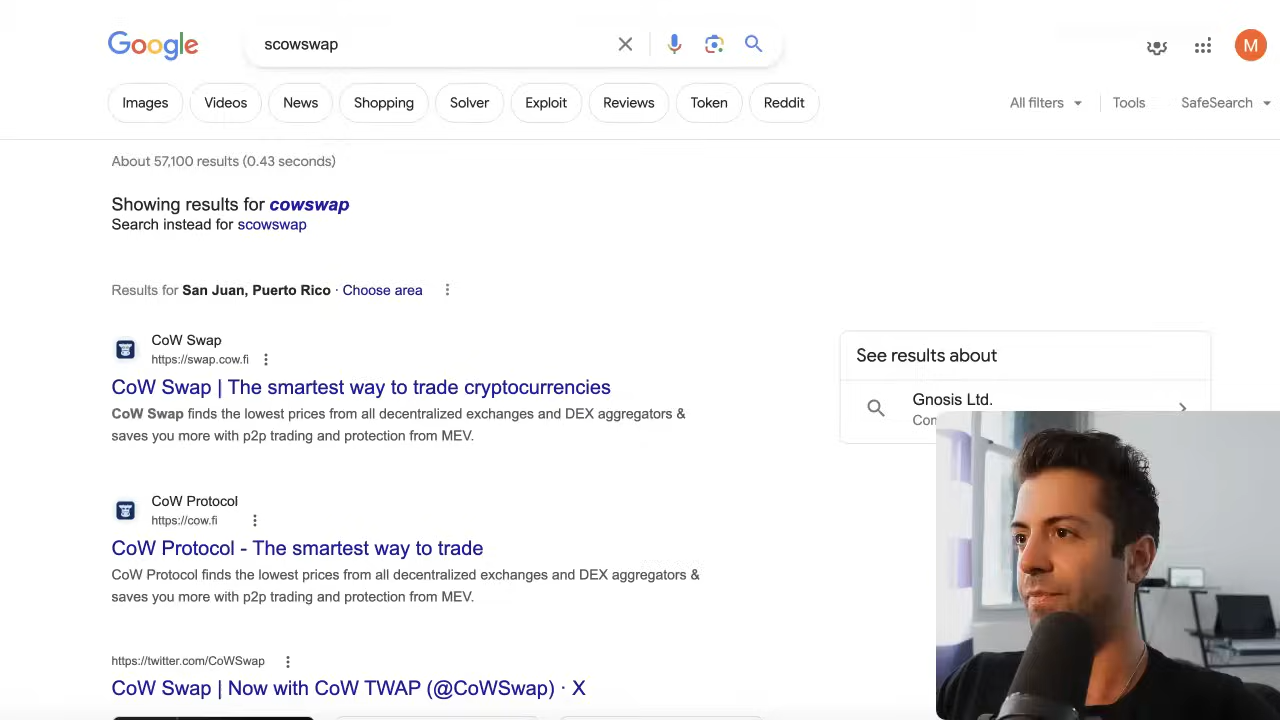 Google
scowswap
M
Images
Videos
News
Shopping
Solver
Exploit
Reviews
Token
Reddit
All filters
Tools
SafeSearch
About 57,100 results (0.43 seconds)
Showing results for cowswap
Search instead for scowswap
Results for San Juan, Puerto Rico · Choose area
CoW Swap
https://swap.cow.fi
CoW Swap | The smartest way to trade cryptocurrencies
CoW Swap finds the lowest prices from all decentralized exchanges and DEX aggregators &
saves you more with p2p trading and protection from MEV.
See results about
Gnosis Ltd.
CoW Protocol
https://cow.fi
CoW Protocol - The smartest way to trade
CoW Protocol finds the lowest prices from all decentralized exchanges and DEX aggregators &
saves you more with p2p trading and protection from MEV.
https://twitter.com/CoWSwap
CoW Swap | Now with CoW TWAP (@CoWSwap) · X